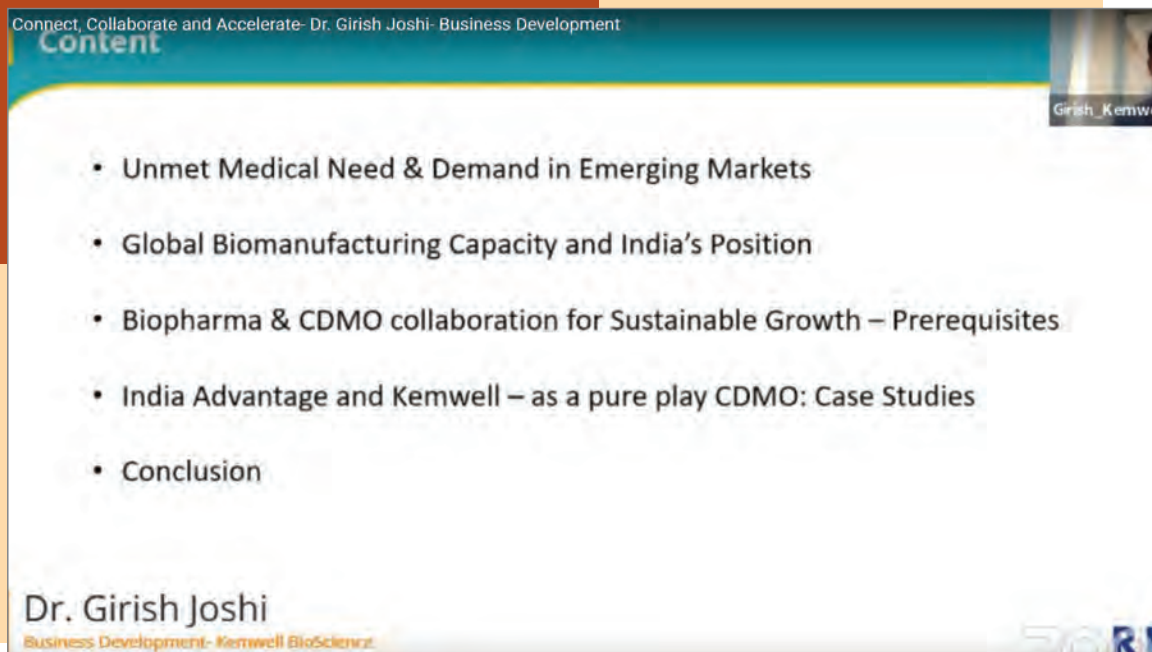 Connect, Collaborate and Accelerate- Dr. Girish Joshi- Business Development
Content
Girish_Kemw
• Unmet Medical Need & Demand in Emerging Markets
• Global Biomanufacturing Capacity and India's Position
• Biopharma & CDMO collaboration for Sustainable Growth – Prerequisites
• India Advantage and Kemwell – as a pure play CDMO: Case Studies
• Conclusion
Dr. Girish Joshi
Business Development- Kemwell BioScience